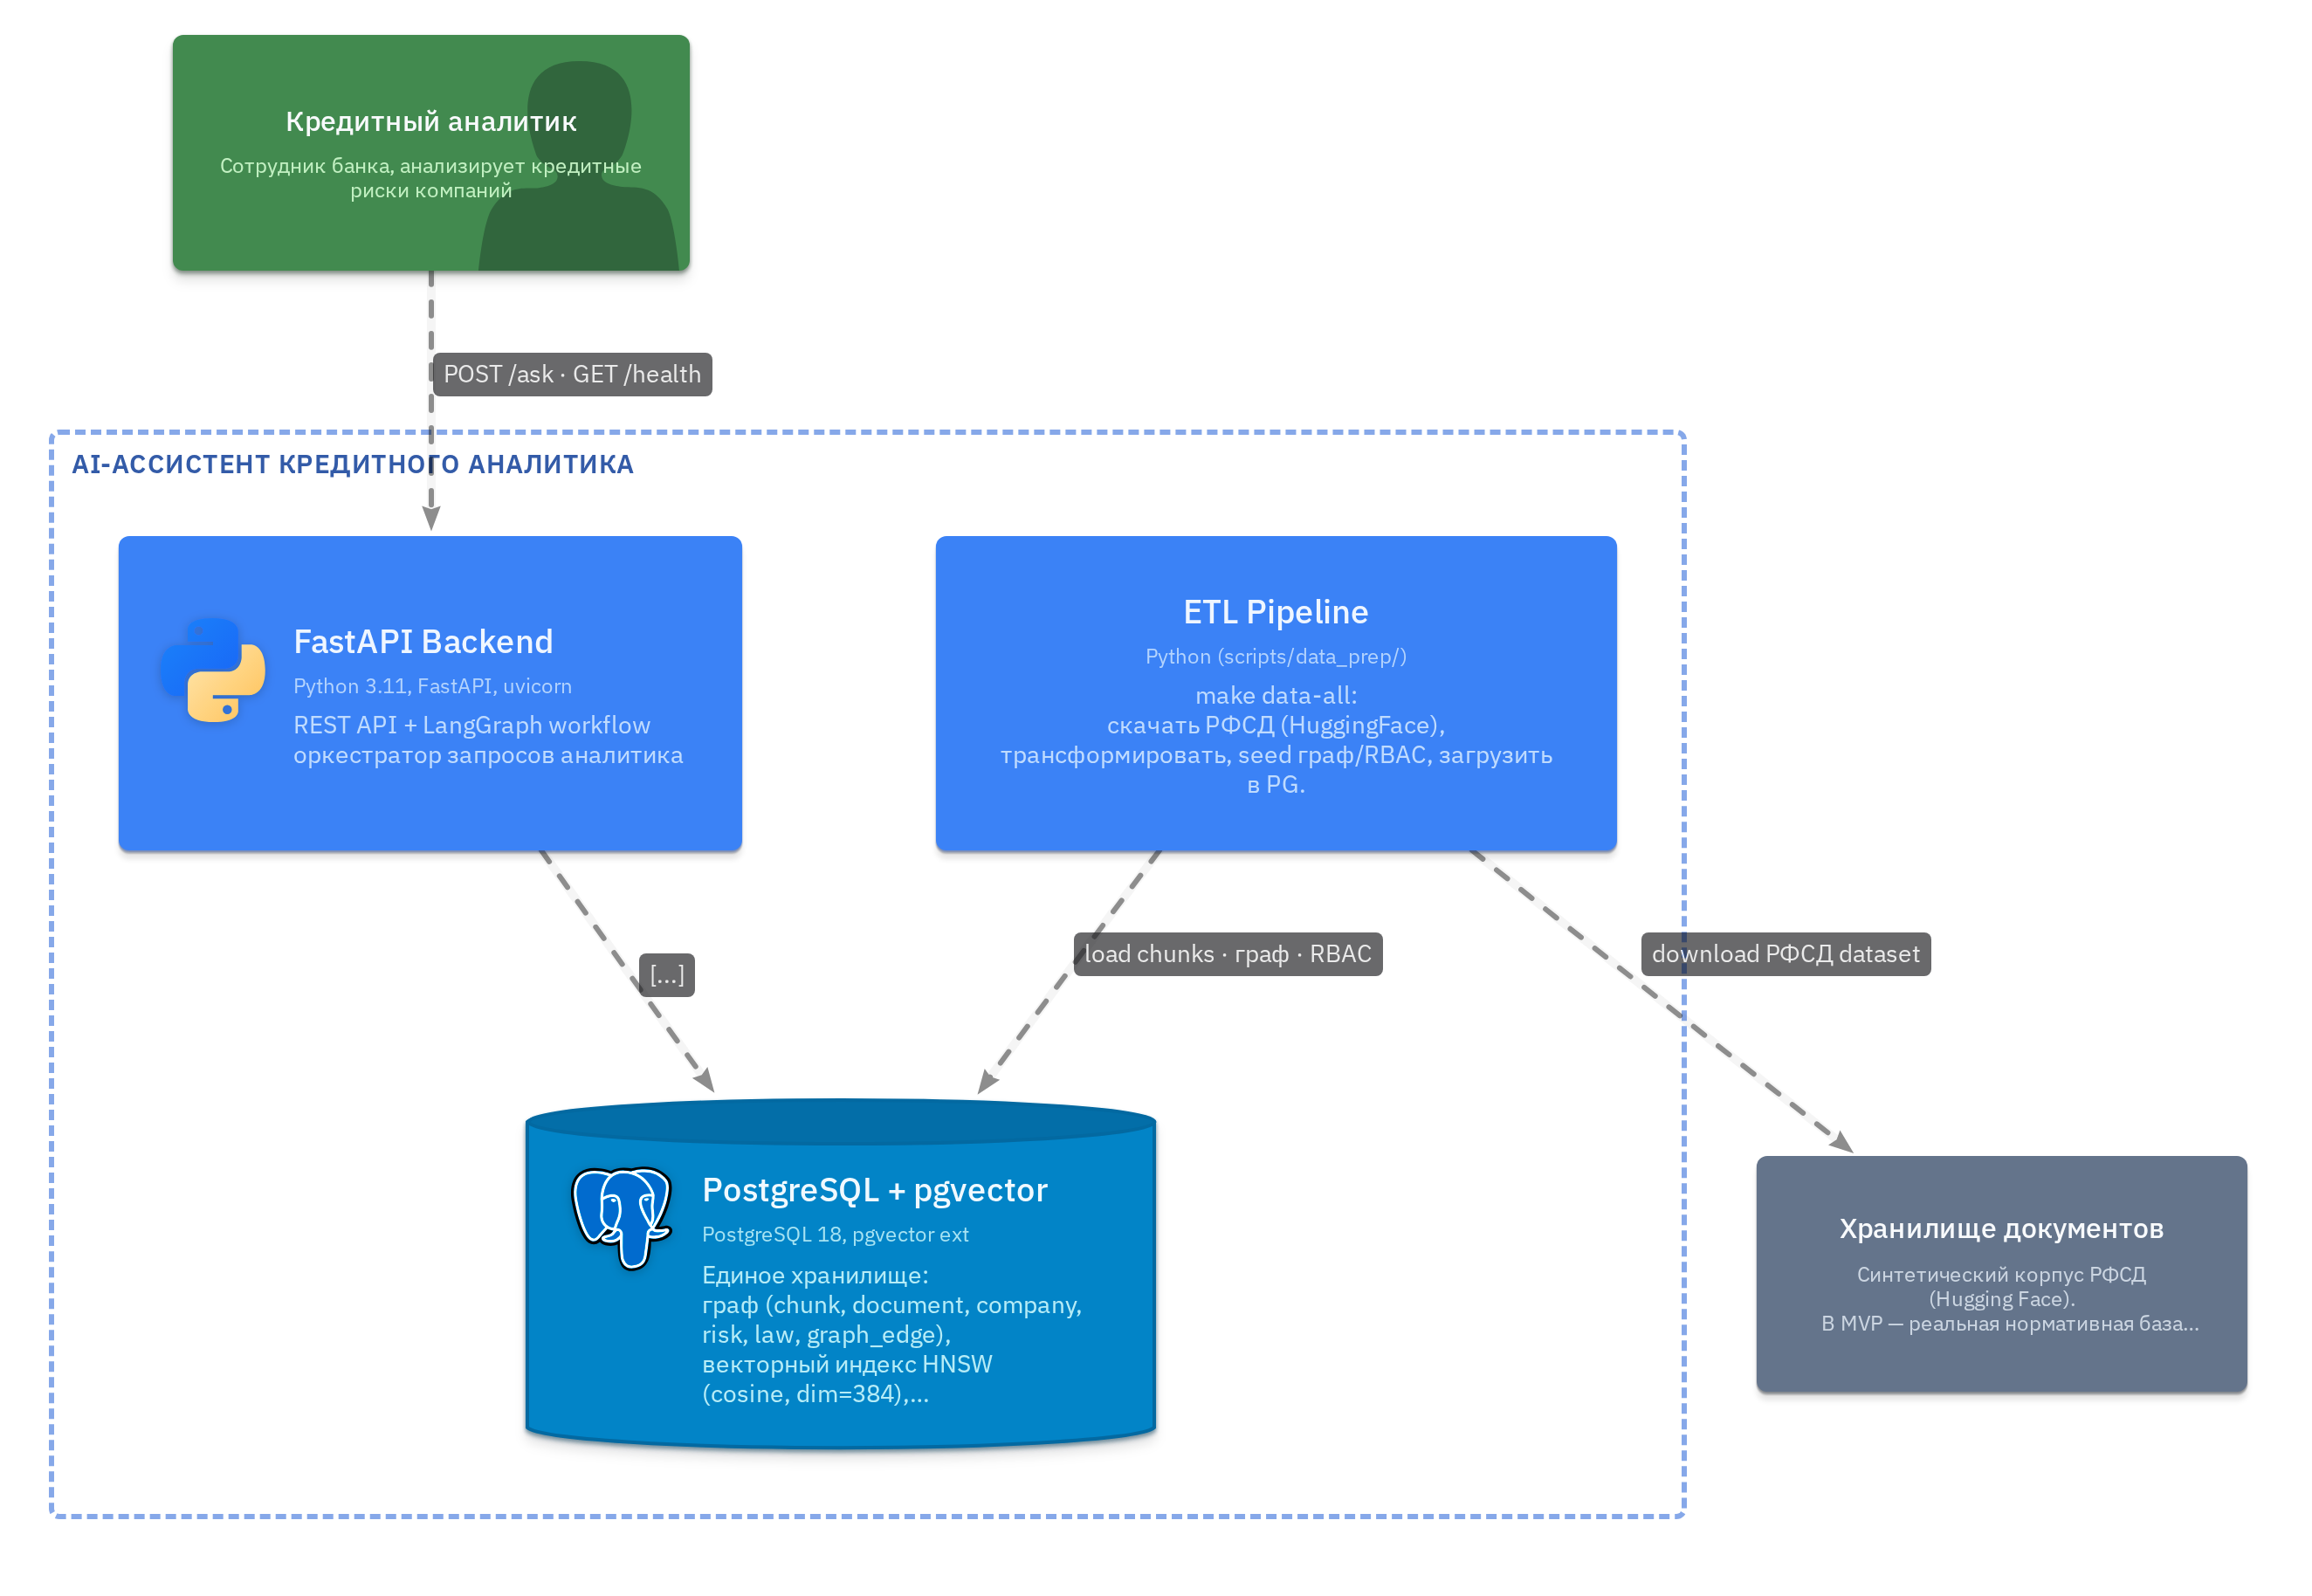 Кредитный аналитик
Сотрудник банка, анализирует кредитные
риски компаний
POST /ask · GET /health
AI-АССИСТЕНТ КРЕДИТНОГО АНАЛИТИКА
FastAPI Backend
Python 3.11, FastAPI, uvicorn
REST API + LangGraph workflow
оркестратор запросов аналитика
ETL Pipeline
Python (scripts/data_prep/)
make data-all:
скачать РФСД (HuggingFace),
трансформировать, seed граф/RBAC, загрузить
в PG.
[...]
load chunks · граф · RBAC
download РФСД dataset
PostgreSQL + pgvector
PostgreSQL 18, pgvector ext
Единое хранилище:
граф (chunk, document, company,
risk, law, graph_edge),
векторный индекс HNSW
(cosine, dim=384),...
Хранилище документов
Синтетический корпус РФСД
(Hugging Face).
В MVP — реальная нормативная база...